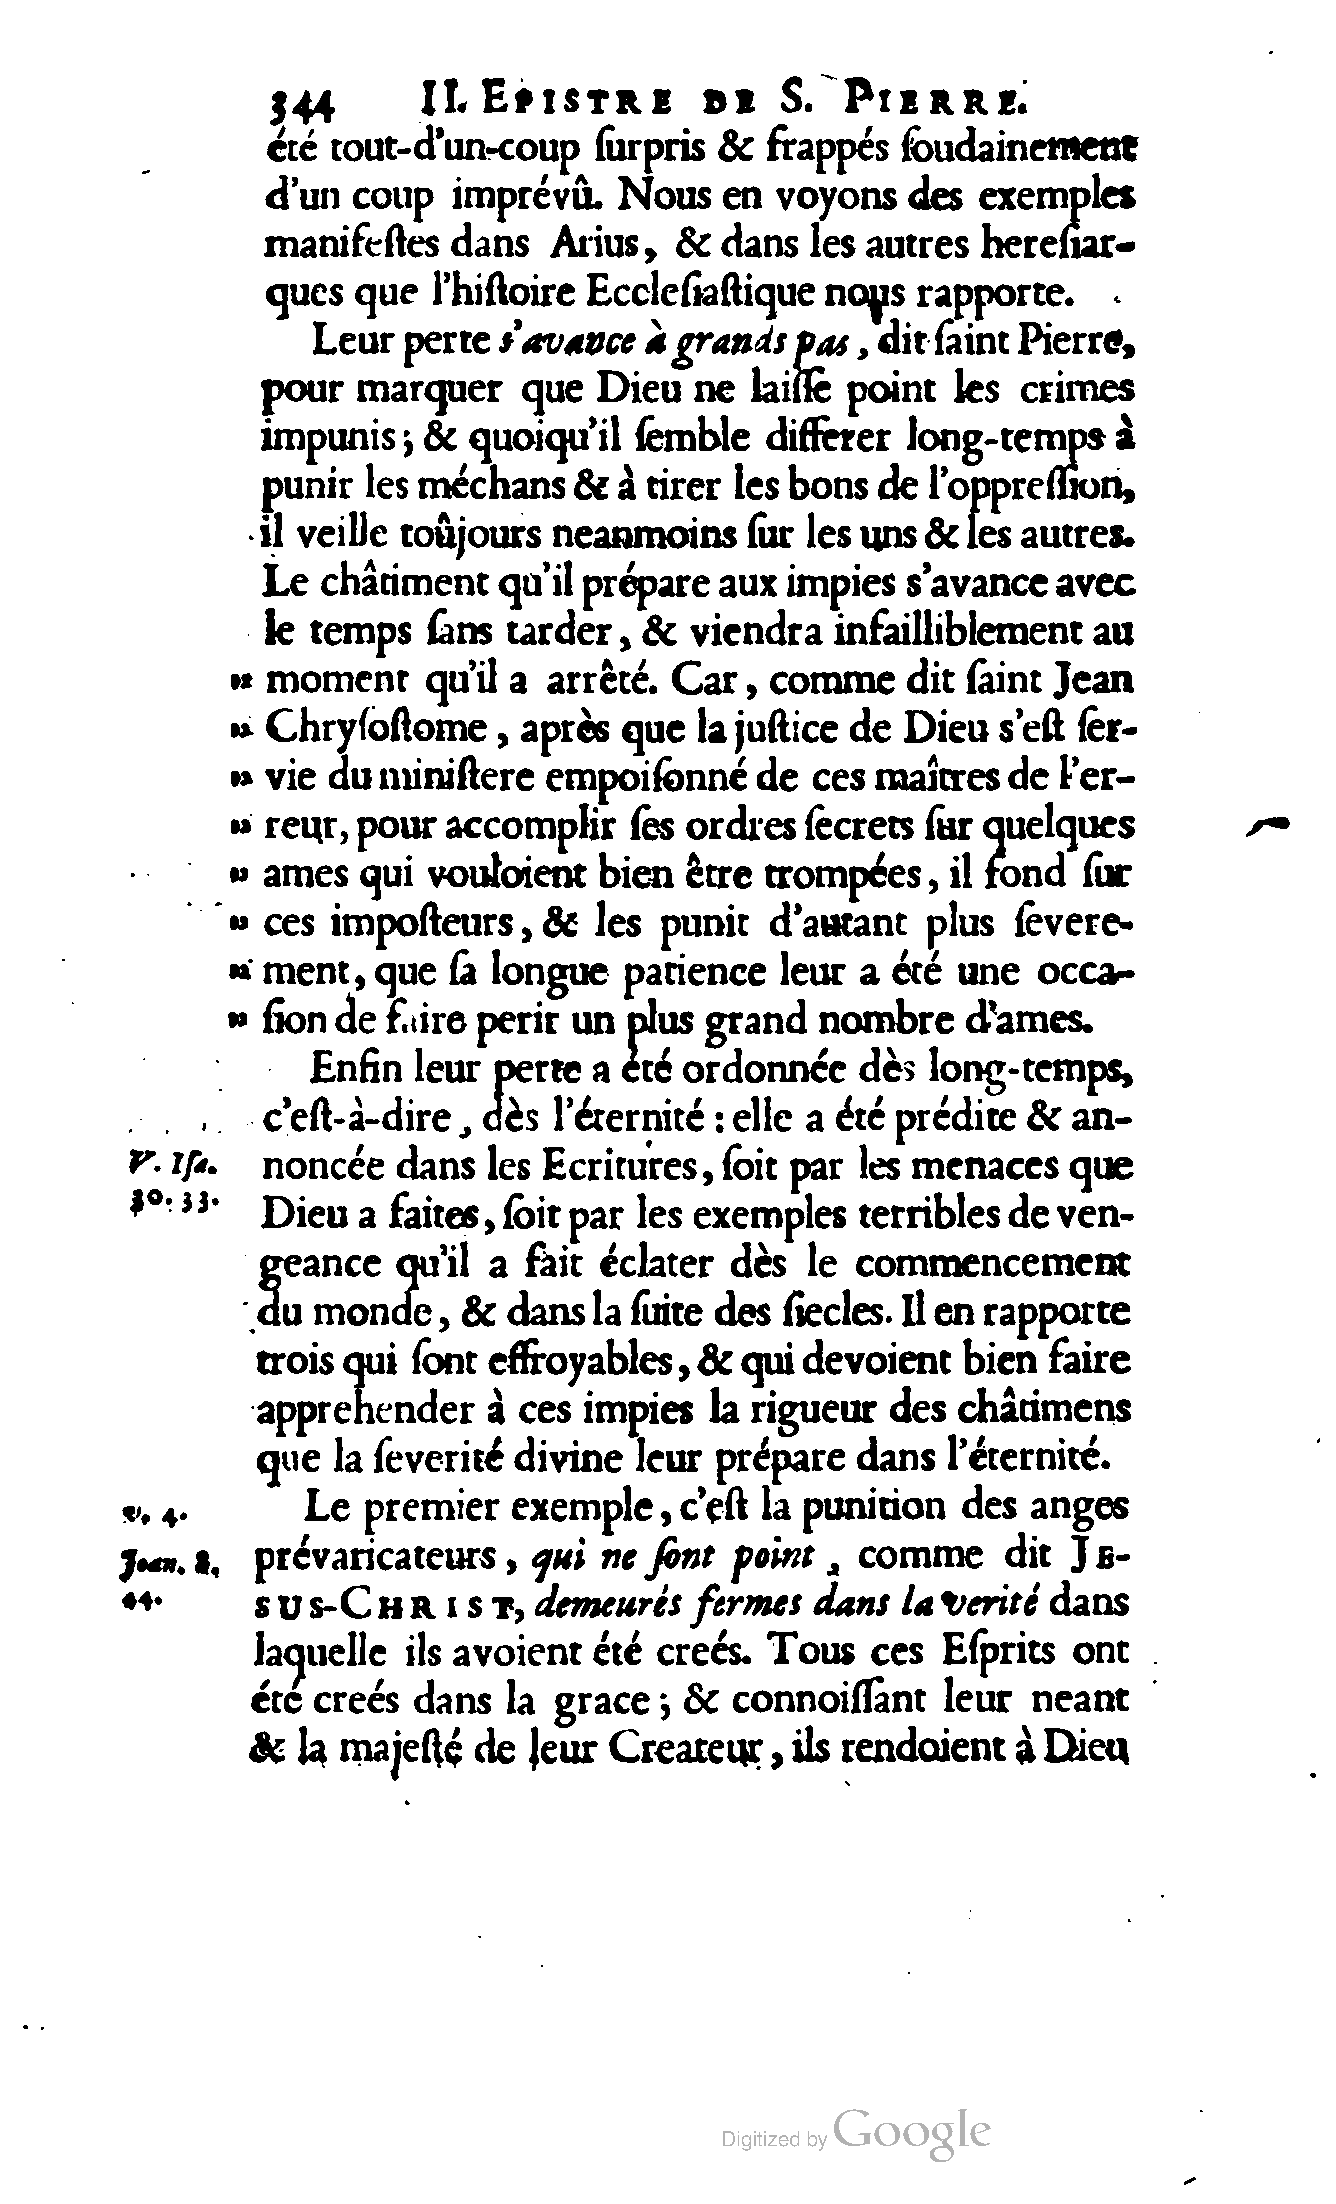 344 II. EPISTRE DE S. PIERRE.
été tout-d'un-coup ſurpris & frappés ſoudainement
d'un coup imprévû. Nous en voyons des exemples
manifeſtes dans Arius, & dans les autres hereſiar-
ques que l'hiſtoire Eccleſiaſtique nous rapporte.
Leur perte s'avance à grands pas, dit ſaint Pierre,
pour marquer que Dieu ne laiſſe point les crimes
impunis; & quoiqu'il ſemble differer long-temps à
punir les méchans & à tirer les bons de l'oppreſſion,
il veille toûjours neanmoins ſur les uns & les autres.
Le châtiment qu'il prépare aux impies s'avance avec
le temps ſans tarder, & viendra infailliblement au
" moment qu'il a arrêté. Car, comme dit ſaint Jean
" Chryſoſtome, après que la juſtice de Dieu s'eſt ſer-
" vie du miniſtere empoiſonné de ces maîtres de l'er-
" reur, pour accomplir ſes ordres ſecrets ſur quelques
" ames qui vouloient bien être trompées, il fond ſur
" ces impoſteurs, & les punit d'autant plus ſevere-
" ment, que ſa longue patience leur a été une occa-
" ſion de faire perir un plus grand nombre d'ames.
Enfin leur perte a été ordonnée dès long-temps,
c'eſt-à-dire, dès l'éternité: elle a été prédite & an-
V. Iſa. noncée dans les Ecritures, ſoit par les menaces que
30. 33. Dieu a faites, ſoit par les exemples terribles de ven-
geance qu'il a fait éclater dès le commencement
du monde, & dans la ſuite des ſiecles. Il en rapporte
trois qui ſont effroyables, & qui devoient bien faire
apprehender à ces impies la rigueur des châtimens
que la ſeverité divine leur prépare dans l'éternité.
v. 4. Le premier exemple, c'eſt la punition des anges
Joan. 8. prévaricateurs, qui ne ſont point, comme dit JE-
44. SUS-CHRIST, demeurés fermes dans la verité dans
laquelle ils avoient été creés. Tous ces Eſprits ont
été creés dans la grace; & connoiſſant leur neant
& la majeſté de leur Createur, ils rendoient à Dieu
Digitized by Google